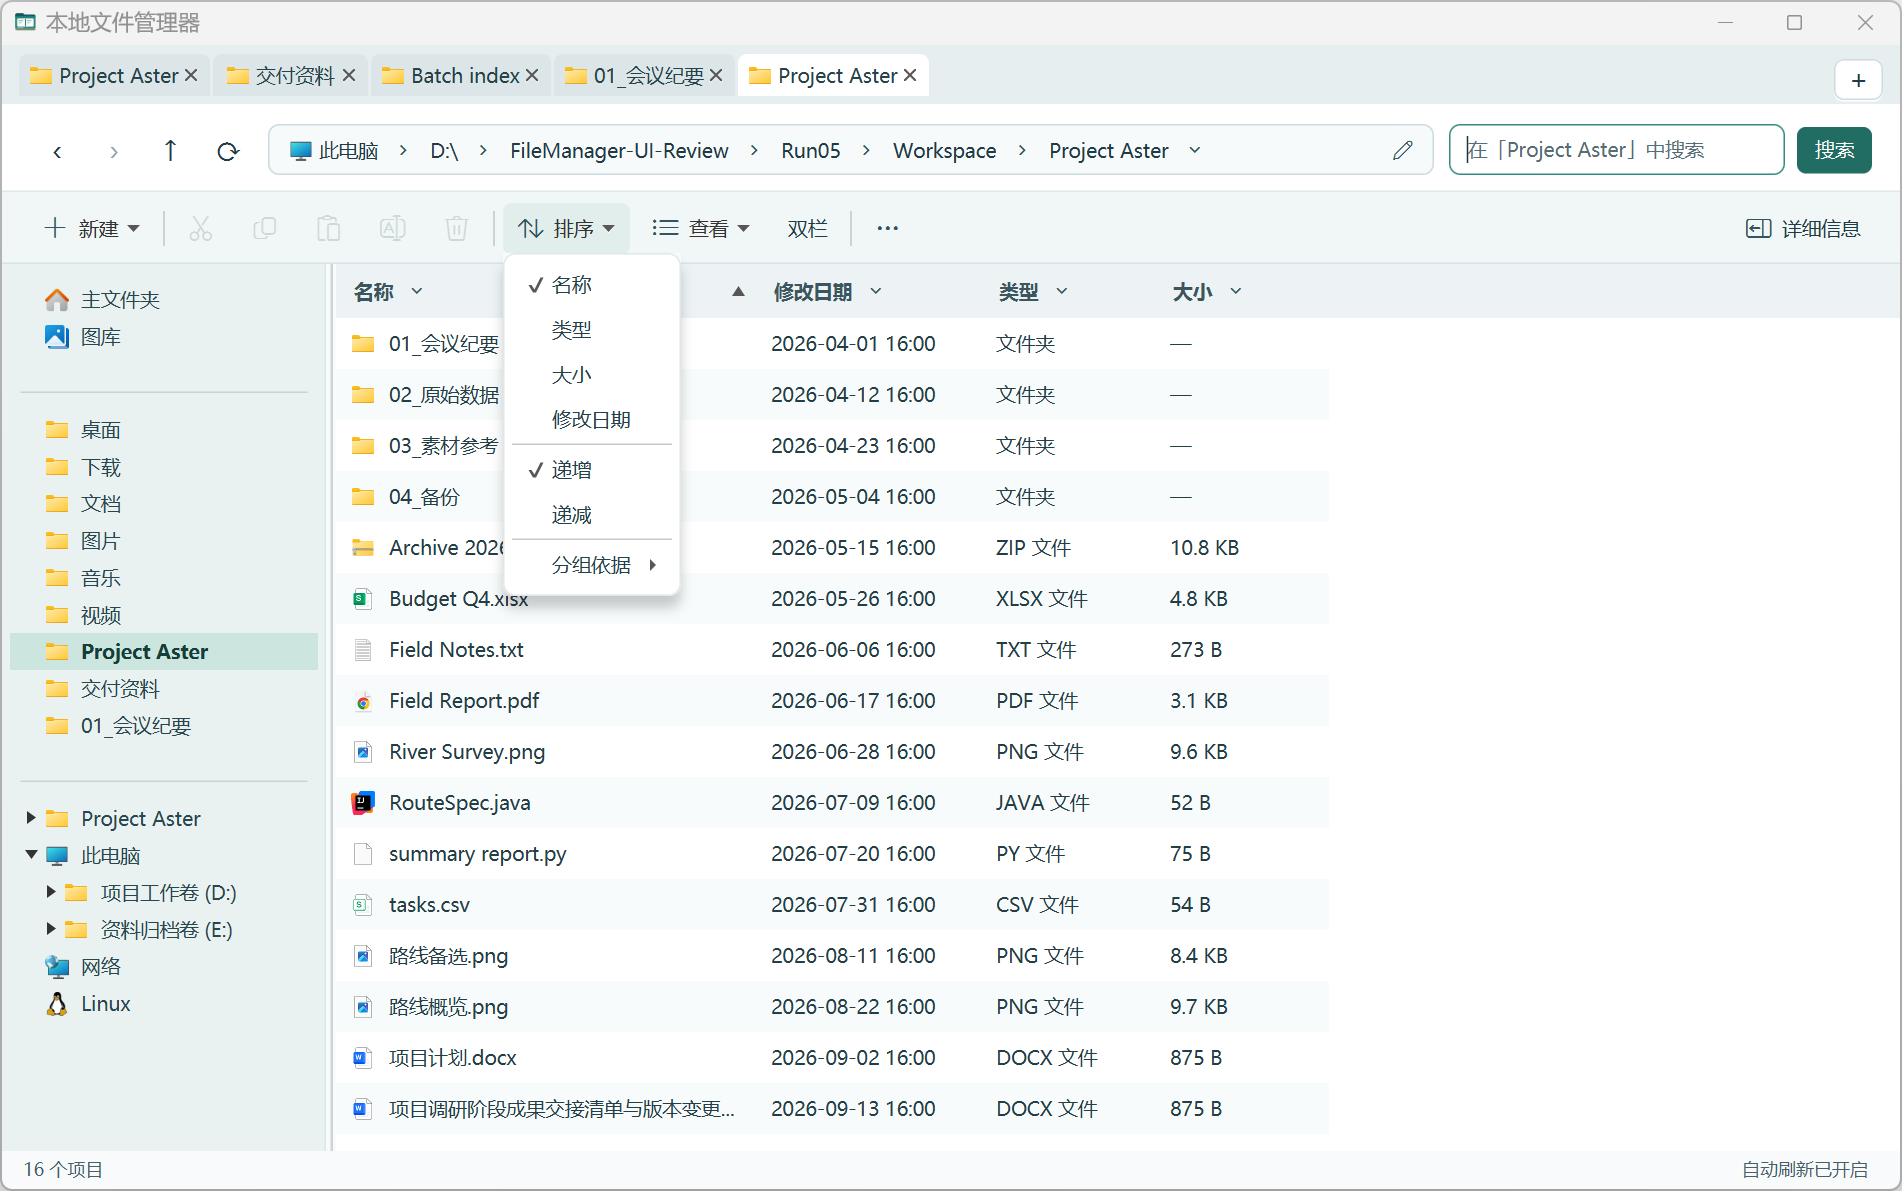 本地文件管理器
Project Aster
交付资料
Batch index
01_会议纪要
Project Aster
此电脑 › D:\ › FileManager-UI-Review › Run05 › Workspace › Project Aster
在「Project Aster」中搜索
搜索
新建
排序
查看
双栏
详细信息
主文件夹
图库
桌面
下载
文档
图片
音乐
视频
Project Aster
交付资料
01_会议纪要
Project Aster
此电脑
项目工作卷 (D:)
资料归档卷 (E:)
网络
Linux
名称
类型
大小
修改日期
递增
递减
分组依据
名称 修改日期 类型 大小
01_会议纪要 2026-04-01 16:00 文件夹 —
02_原始数据 2026-04-12 16:00 文件夹 —
03_素材参考 2026-04-23 16:00 文件夹 —
04_备份 2026-05-04 16:00 文件夹 —
Archive 2026 2026-05-15 16:00 ZIP 文件 10.8 KB
Budget Q4.xlsx 2026-05-26 16:00 XLSX 文件 4.8 KB
Field Notes.txt 2026-06-06 16:00 TXT 文件 273 B
Field Report.pdf 2026-06-17 16:00 PDF 文件 3.1 KB
River Survey.png 2026-06-28 16:00 PNG 文件 9.6 KB
RouteSpec.java 2026-07-09 16:00 JAVA 文件 52 B
summary report.py 2026-07-20 16:00 PY 文件 75 B
tasks.csv 2026-07-31 16:00 CSV 文件 54 B
路线备选.png 2026-08-11 16:00 PNG 文件 8.4 KB
路线概览.png 2026-08-22 16:00 PNG 文件 9.7 KB
项目计划.docx 2026-09-02 16:00 DOCX 文件 875 B
项目调研阶段成果交接清单与版本变更... 2026-09-13 16:00 DOCX 文件 875 B
16 个项目
自动刷新已开启